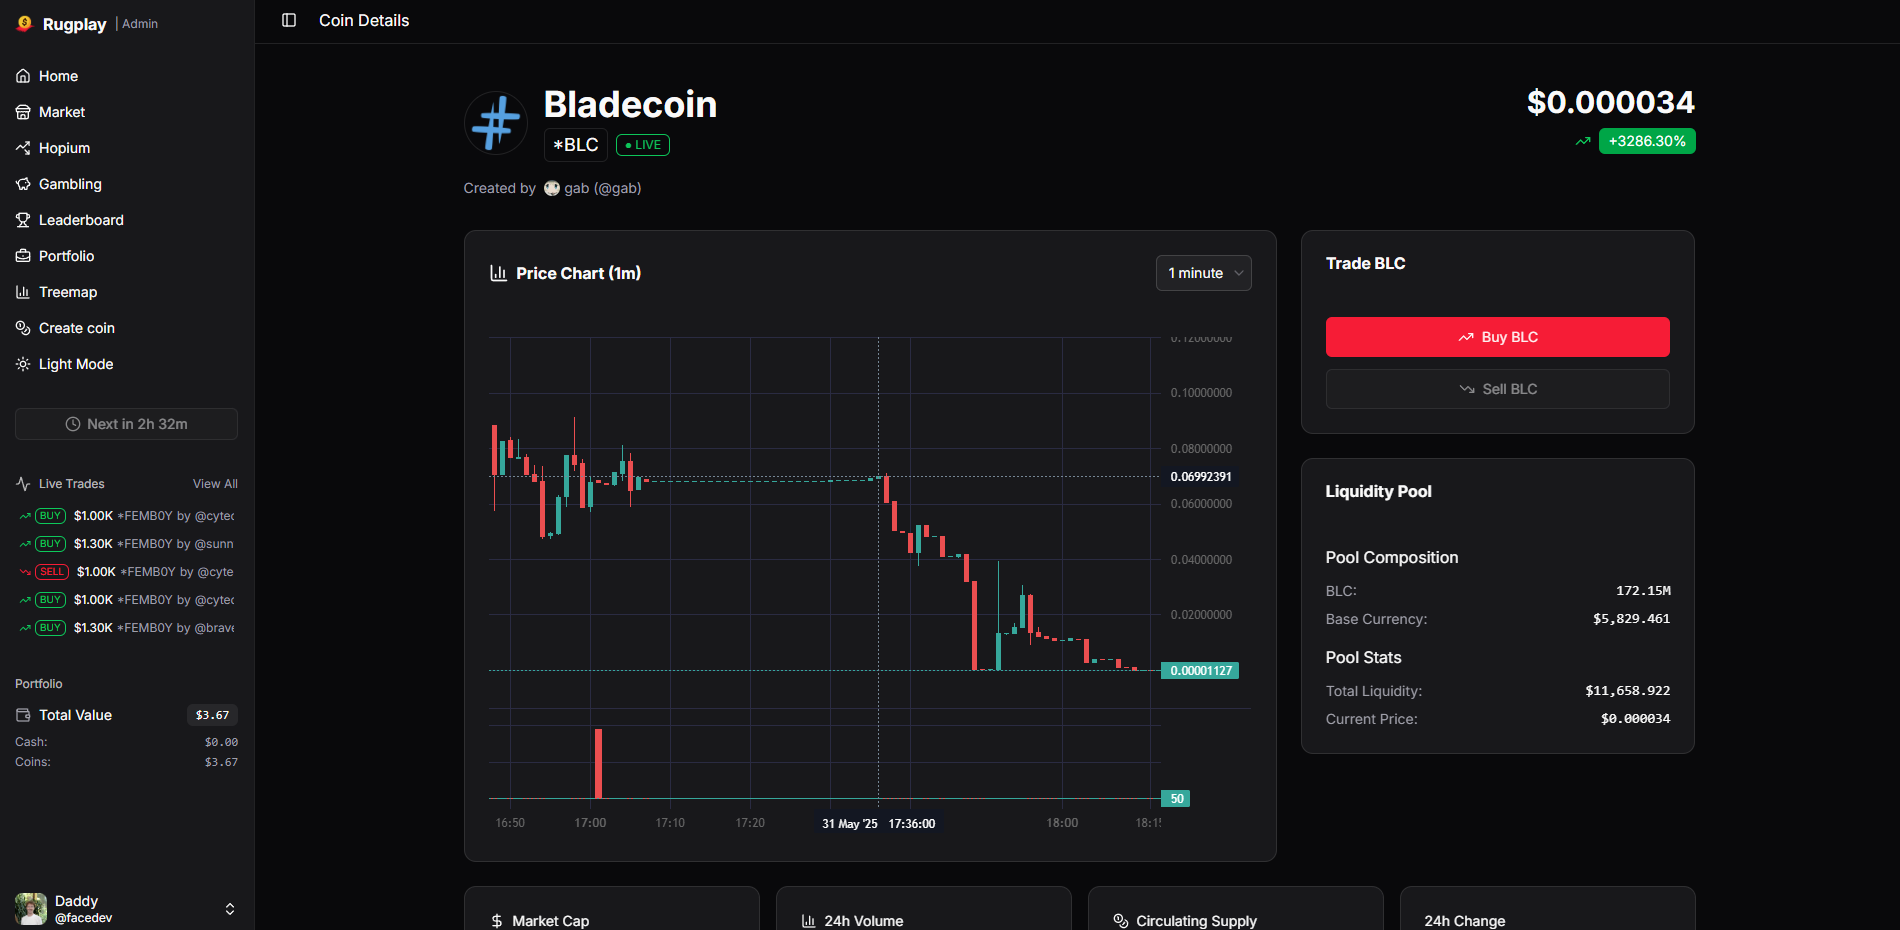 Rugplay | Admin
Home
Market
Hopium
Gambling
Leaderboard
Portfolio
Treemap
Create coin
Light Mode
Next in 2h 32m
Live Trades View All
BUY $1.00K *FEMB0Y by @cytec
BUY $1.30K *FEMB0Y by @sunn
SELL $1.00K *FEMB0Y by @cyte
BUY $1.00K *FEMB0Y by @cytec
BUY $1.30K *FEMB0Y by @brave
Portfolio
Total Value $3.67
Cash: $0.00
Coins: $3.67
Daddy
@facedev
Coin Details
Bladecoin
*BLC • LIVE
Created by gab (@gab)
$0.000034
+3286.30%
Price Chart (1m) 1 minute
0.12000000
0.10000000
0.08000000
0.06992391
0.06000000
0.04000000
0.02000000
0.00001127
50
16:50 17:00 17:10 17:20 31 May '25 17:36:00 18:00 18:15
Trade BLC
Buy BLC
Sell BLC
Liquidity Pool
Pool Composition
BLC: 172.15M
Base Currency: $5,829.461
Pool Stats
Total Liquidity: $11,658.922
Current Price: $0.000034
Market Cap
24h Volume
Circulating Supply
24h Change